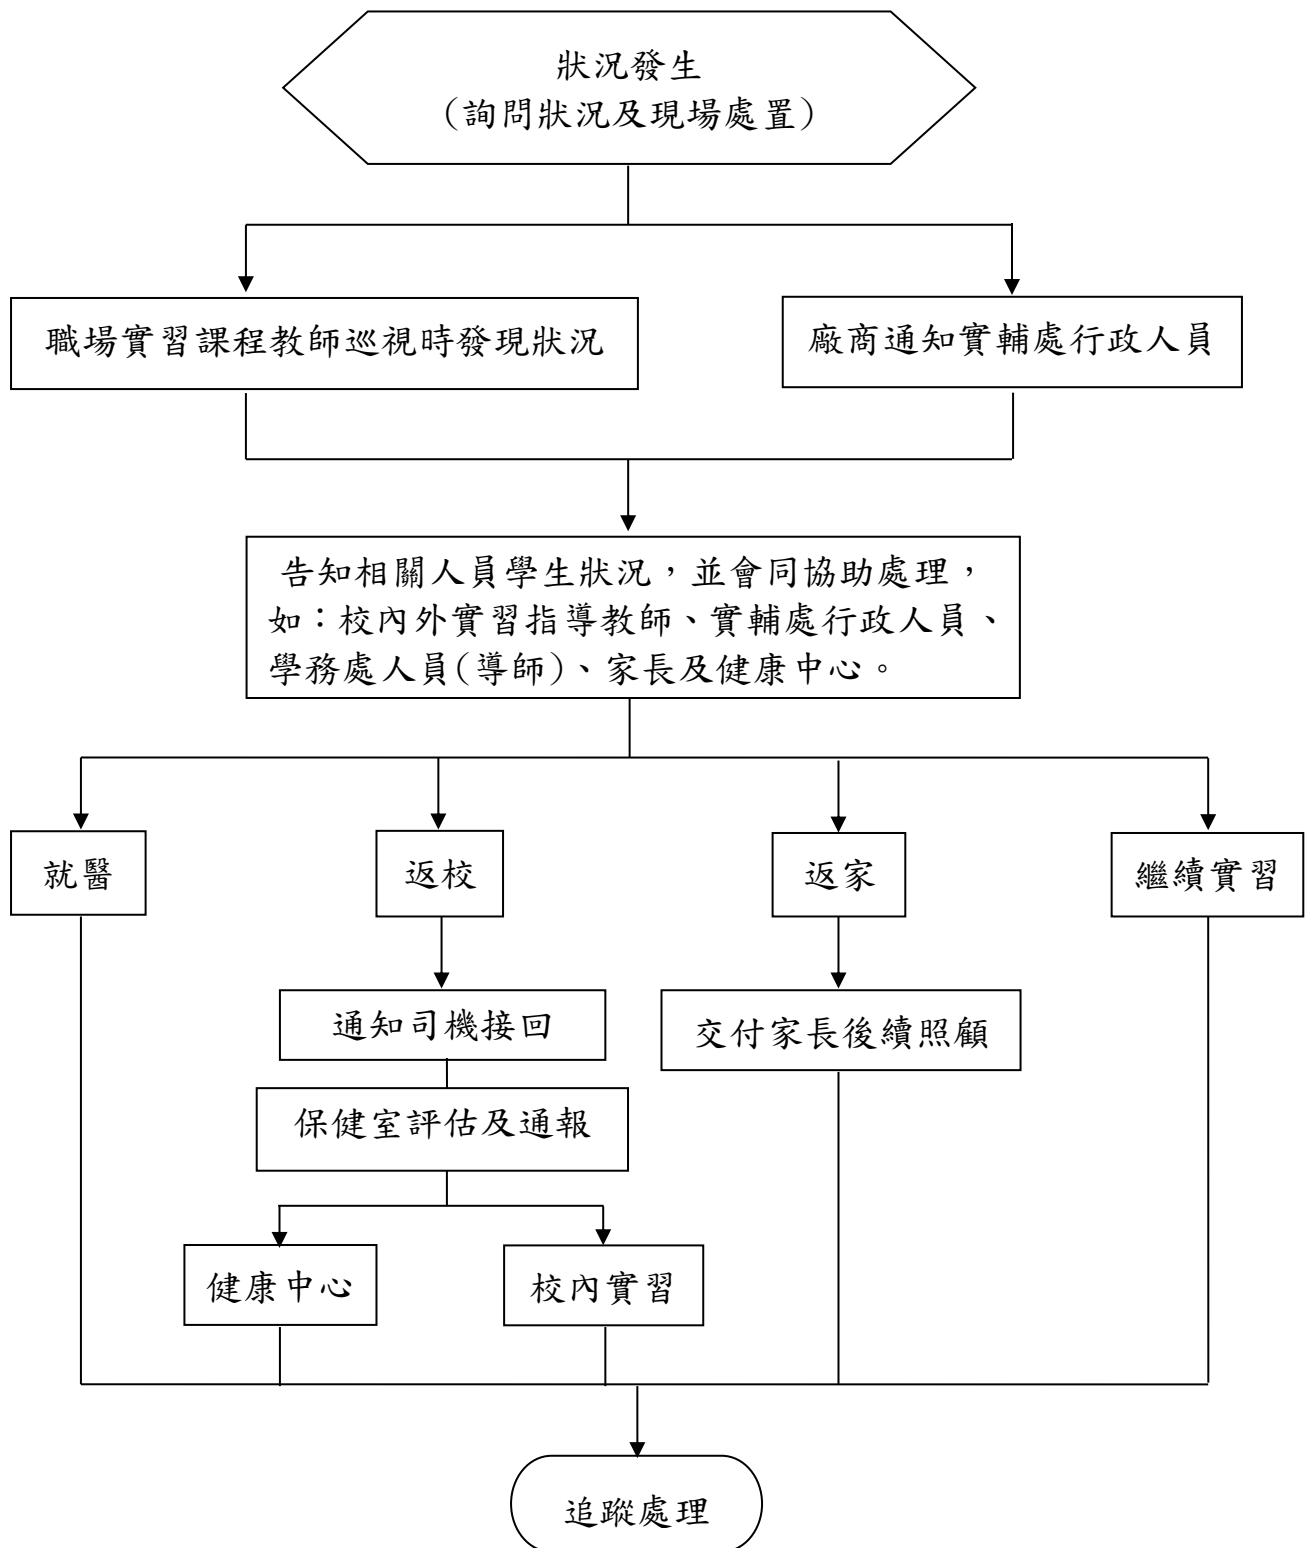 狀況發生
(詢問狀況及現場處置)
職場實習課程教師巡視時發現狀況
廠商通知實輔處行政人員
告知相關人員學生狀況，並會同協助處理，
如：校內外實習指導教師、實輔處行政人員、
學務處人員(導師)、家長及健康中心。
就醫
返校
返家
繼續實習
通知司機接回
交付家長後續照顧
保健室評估及通報
健康中心
校內實習
追蹤處理